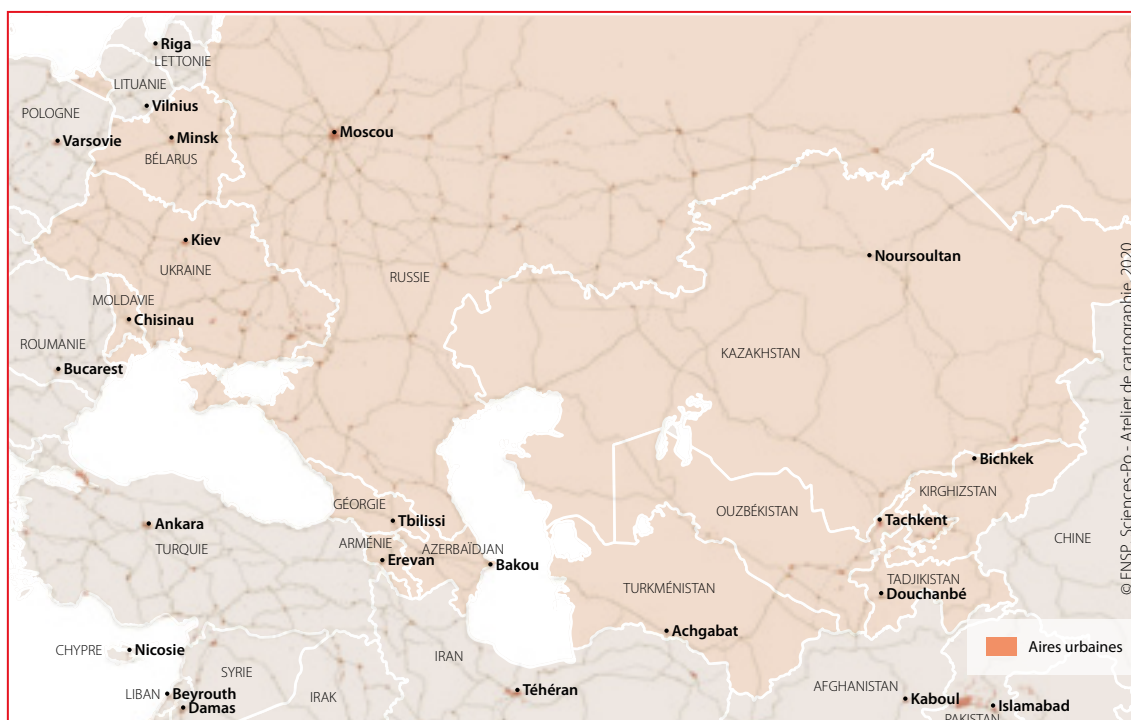 Riga
LETTONIE
LITUANIE
Vilnius
POLOGNE
Varsovie
Minsk
BÉLARUS
Moscou
Kiev
UKRAINE
RUSSIE
Noursoultan
MOLDAVIE
Chisinau
ROUMANIE
Bucarest
KAZAKHSTAN
Bichkek
KIRGHIZSTAN
GÉORGIE
Tbilissi
OUZBÉKISTAN
Tachkent
Ankara
TURQUIE
ARMÉNIE
AZERBAÏDJAN
Erevan
Bakou
CHINE
TURKMÉNISTAN
TADJIKISTAN
Douchanbé
Achgabat
CHYPRE
Nicosie
IRAN
SYRIE
LIBAN
Beyrouth
Damas
IRAK
Téhéran
AFGHANISTAN
Kaboul
Islamabad
PAKISTAN
Aires urbaines
© FNSP. Sciences-Po - Atelier de cartographie, 2020